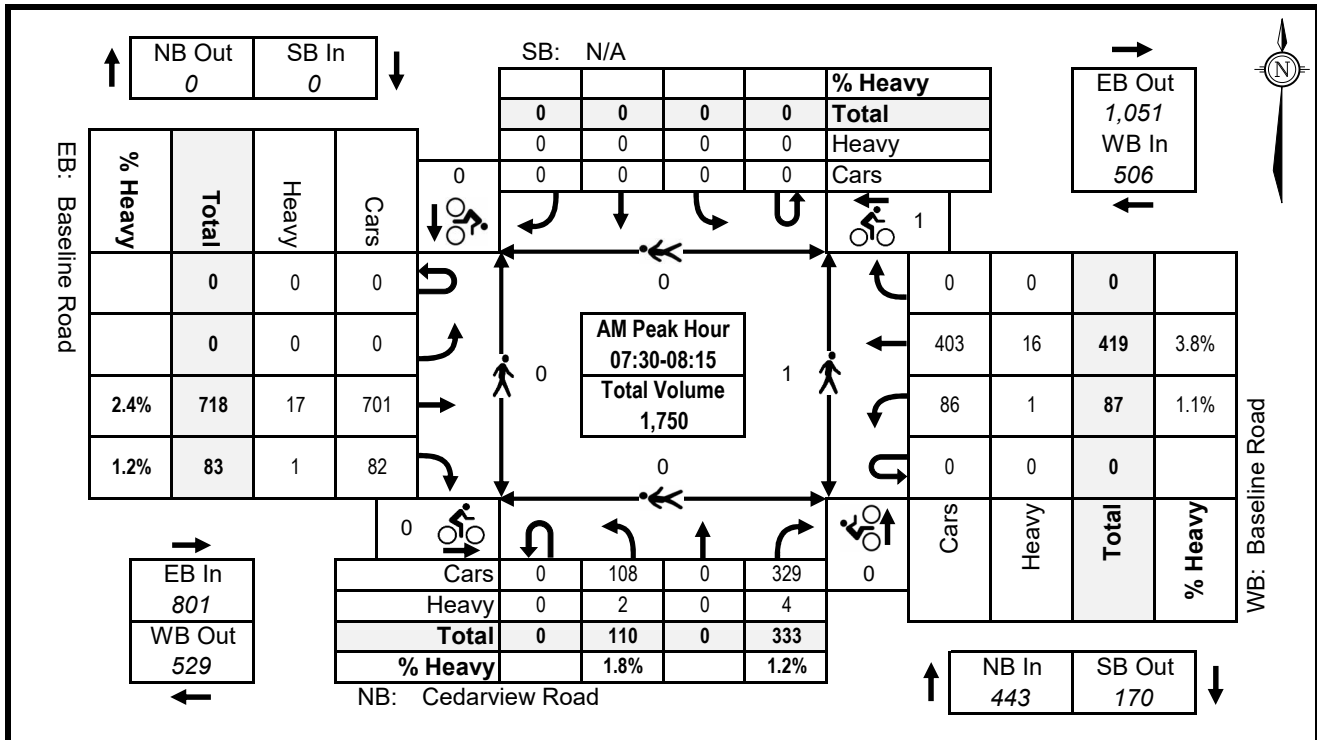 NB Out SB In
0 0
SB: N/A
% Heavy
0 0 0 0 Total
0 0 0 0 Heavy
0 0 0 0 Cars
EB Out
1,051
WB In
506
N
EB: Baseline Road
% Heavy Total Heavy Cars
0 0 0
0 0 0
2.4% 718 17 701
1.2% 83 1 82
0
1
0
0
AM Peak Hour
07:30-08:15
Total Volume
1,750
1
0
0 0 0
403 16 419 3.8%
86 1 87 1.1%
0 0 0
Cars Heavy Total % Heavy
WB: Baseline Road
0
0
EB In
801
WB Out
529
Cars 0 108 0 329
Heavy 0 2 0 4
Total 0 110 0 333
% Heavy 1.8% 1.2%
NB: Cedarview Road
NB In SB Out
443 170